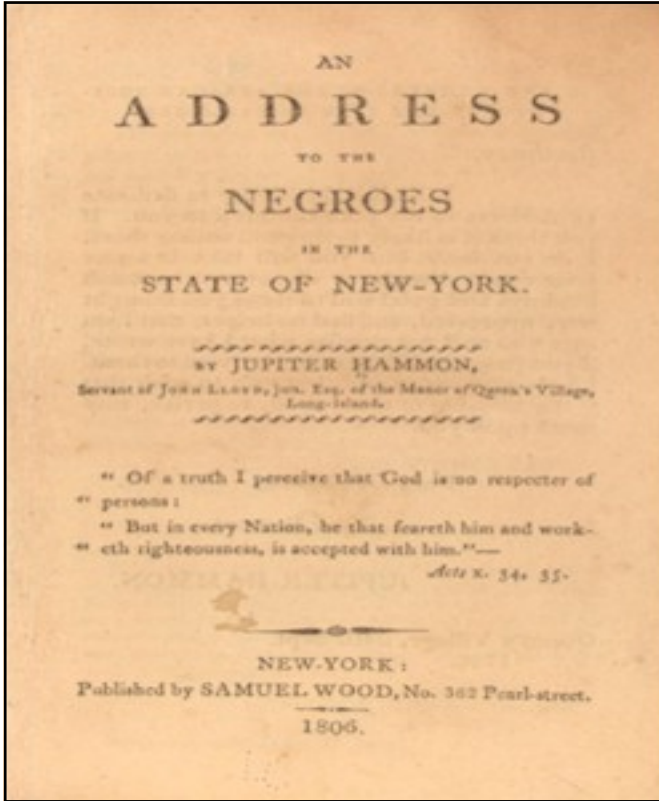 AN
ADDRESS
TO THE
NEGROES
IN THE
STATE OF NEW-YORK.
BY JUPITER HAMMON,
Servant of JOHN LLOYD, jun. Esq. of the Manor of Queen's Village,
Long-Island.
" Of a truth I perceive that God is no respecter of
" persons:
" But in every Nation, he that feareth him and work-
" eth righteousness, is accepted with him."—
Acts x. 34. 35.
NEW-YORK:
Published by SAMUEL WOOD, No. 362 Pearl-street.
1806.